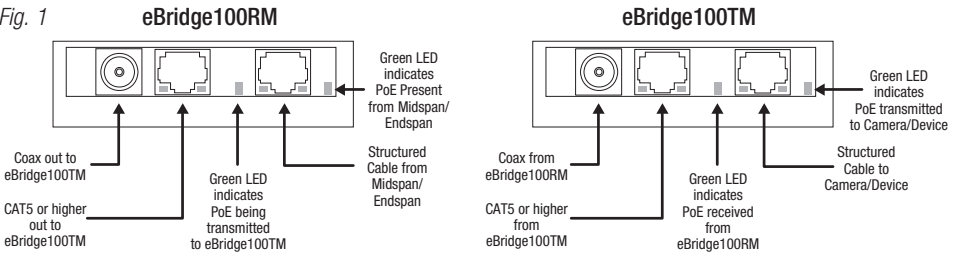 Fig. 1
eBridge100RM
Green LED
indicates
PoE Present
from Midspan/
Endspan
Coax out to
eBridge100TM
CAT5 or higher
out to
eBridge100TM
Green LED
indicates
PoE being
transmitted
to eBridge100TM
Structured
Cable from
Midspan/
Endspan
eBridge100TM
Green LED
indicates
PoE transmitted
to Camera/Device
Coax from
eBridge100RM
CAT5 or higher
from
eBridge100TM
Green LED
indicates
PoE received
from
eBridge100RM
Structured
Cable to
Camera/Device